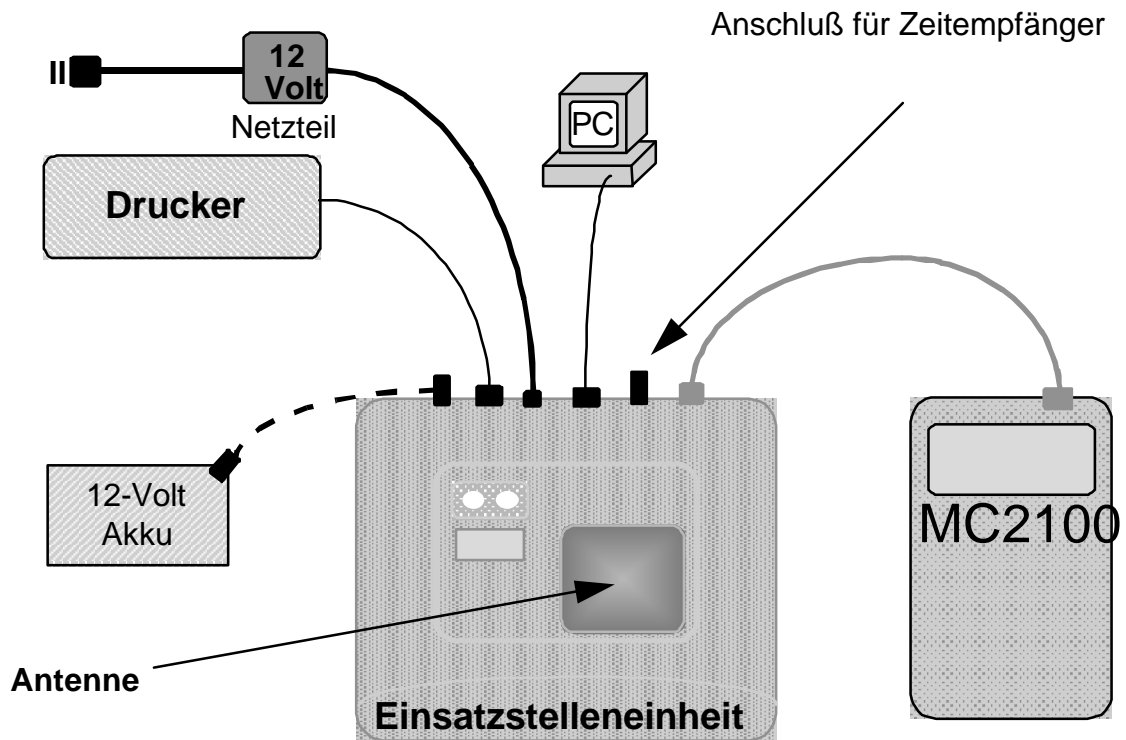 Anschluß für Zeitempfänger
12
Volt
Netzteil
PC
Drucker
12-Volt
Akku
MC2100
Antenne
Einsatzstelleneinheit